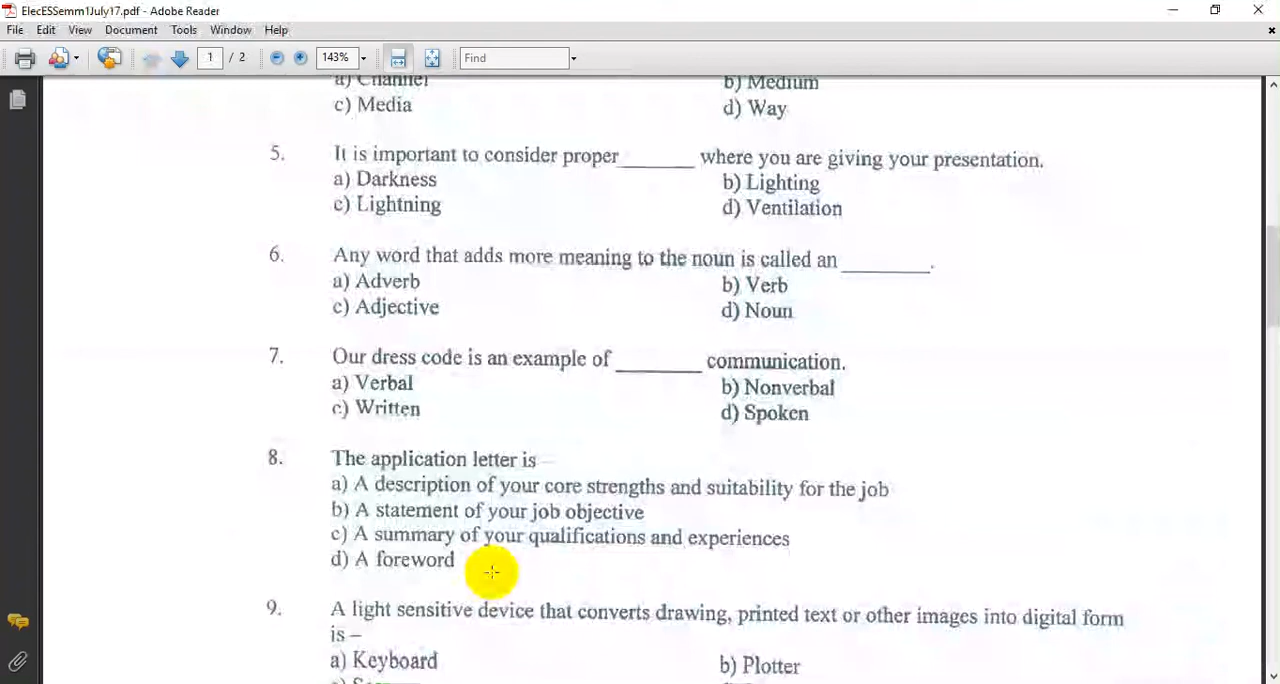 ElecESSemm1July17.pdf - Adobe Reader
File Edit View Document Tools Window Help
1 / 2 143% Find
a) Channel b) Medium
c) Media d) Way
5. It is important to consider proper_______ where you are giving your presentation.
a) Darkness b) Lighting
c) Lightning d) Ventilation
6. Any word that adds more meaning to the noun is called an _________.
a) Adverb b) Verb
c) Adjective d) Noun
7. Our dress code is an example of _________ communication.
a) Verbal b) Nonverbal
c) Written d) Spoken
8. The application letter is –
a) A description of your core strengths and suitability for the job
b) A statement of your job objective
c) A summary of your qualifications and experiences
d) A foreword
9. A light sensitive device that converts drawing, printed text or other images into digital form
is –
a) Keyboard b) Plotter